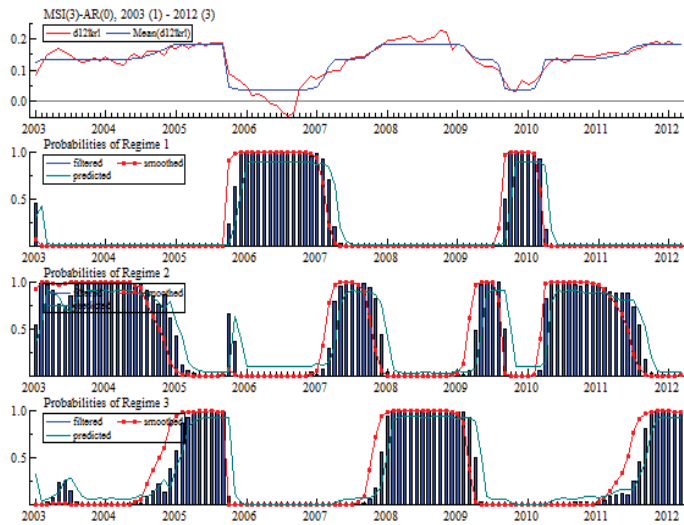 MSI(3)-AR(0), 2003 (1) - 2012 (3)
d12lkrl Mean(d12lkrl)
0.2
0.1
0.0
2003 2004 2005 2006 2007 2008 2009 2010 2011 2012
Probabilities of Regime 1
1.0
filtered smoothed
predicted
0.5
2003 2004 2005 2006 2007 2008 2009 2010 2011 2012
Probabilities of Regime 2
1.0
filtered smoothed
predicted
0.5
2003 2004 2005 2006 2007 2008 2009 2010 2011 2012
Probabilities of Regime 3
1.0
filtered smoothed
predicted
0.5
2003 2004 2005 2006 2007 2008 2009 2010 2011 2012